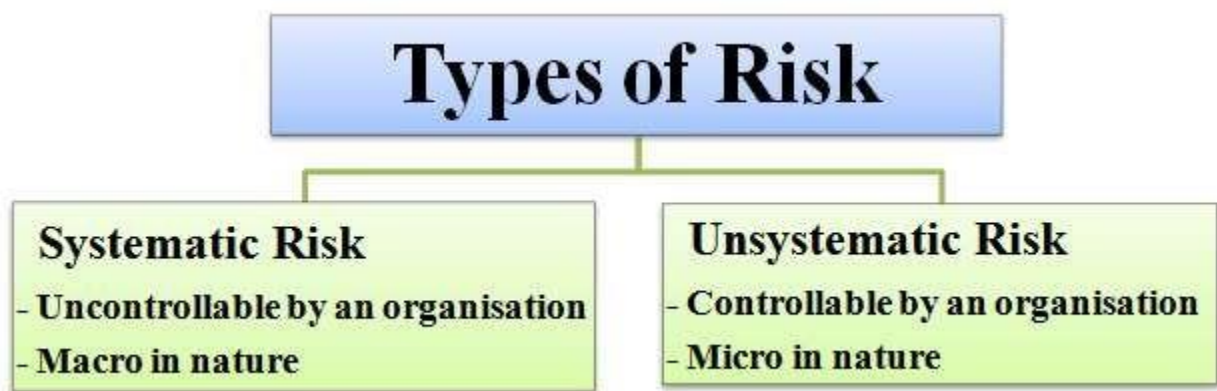 Types of Risk
Systematic Risk
- Uncontrollable by an organisation
- Macro in nature
Unsystematic Risk
- Controllable by an organisation
- Micro in nature